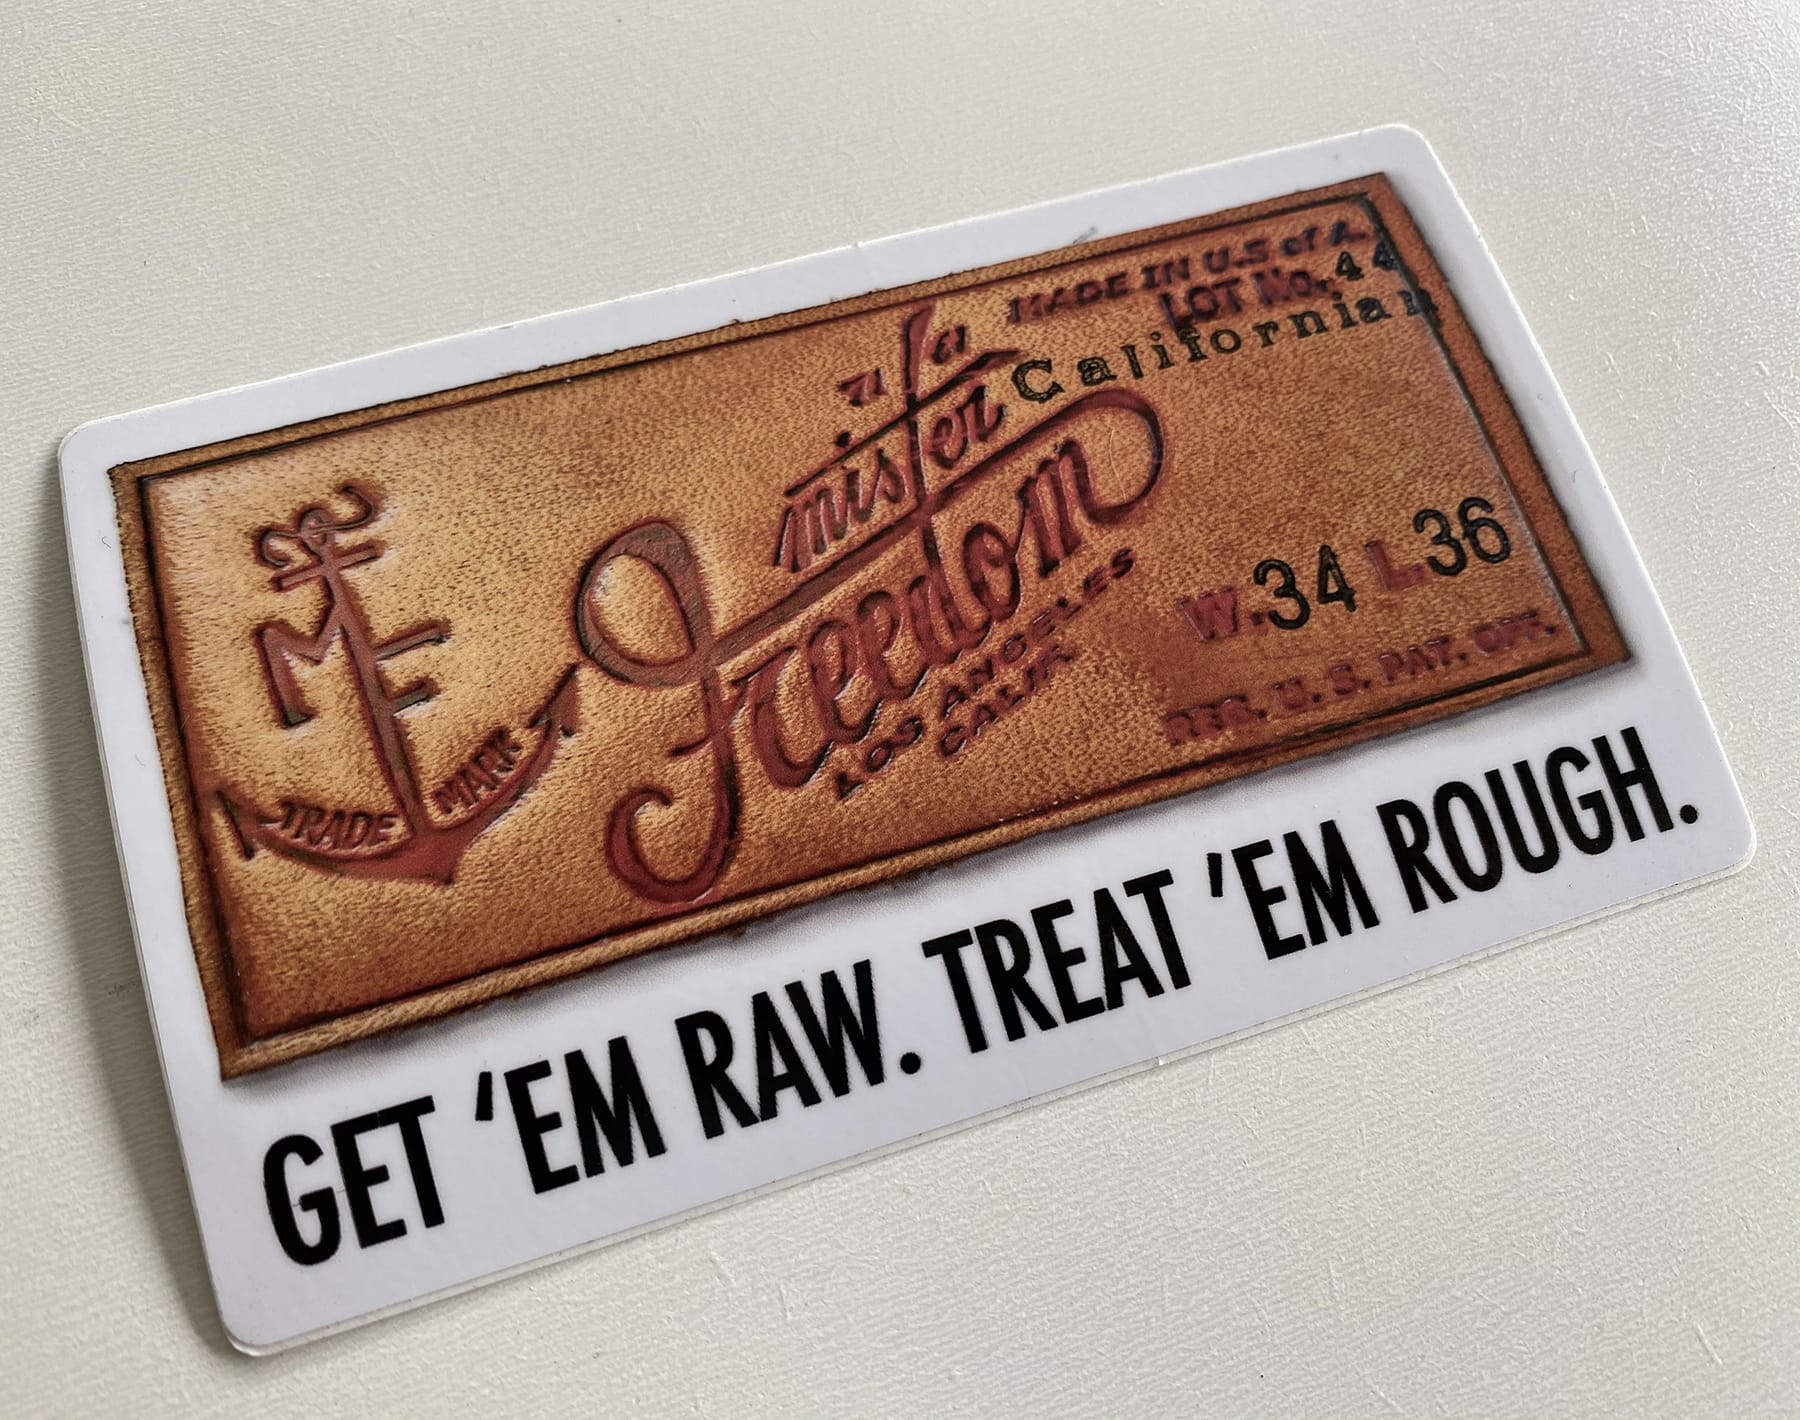 MADE IN U.S of A.
LOT No. 44
Californian
mister
Freedom
LOS ANGELES
CALIF
MF
TRADE MARK
W. 34 L. 36
REG. U. S. PAT. OFF.
GET 'EM RAW. TREAT 'EM ROUGH.